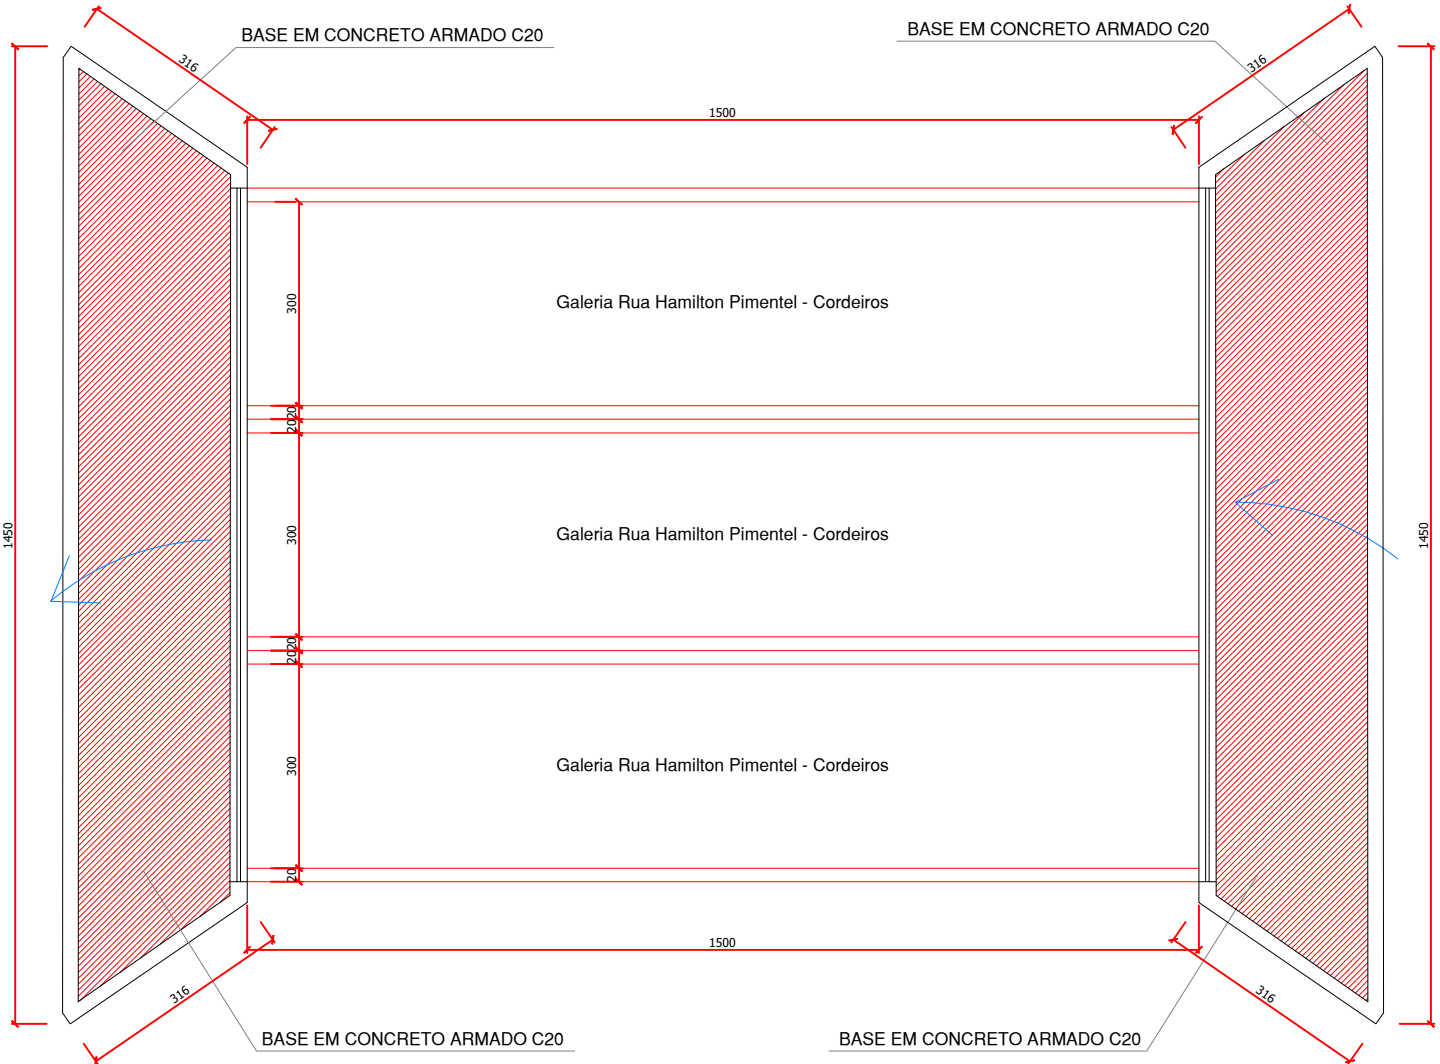 BASE EM CONCRETO ARMADO C20
BASE EM CONCRETO ARMADO C20
316
316
1500
300
Galeria Rua Hamilton Pimentel - Cordeiros
20
20
1450
300
Galeria Rua Hamilton Pimentel - Cordeiros
1450
20
20
300
Galeria Rua Hamilton Pimentel - Cordeiros
20
1500
316
316
BASE EM CONCRETO ARMADO C20
BASE EM CONCRETO ARMADO C20